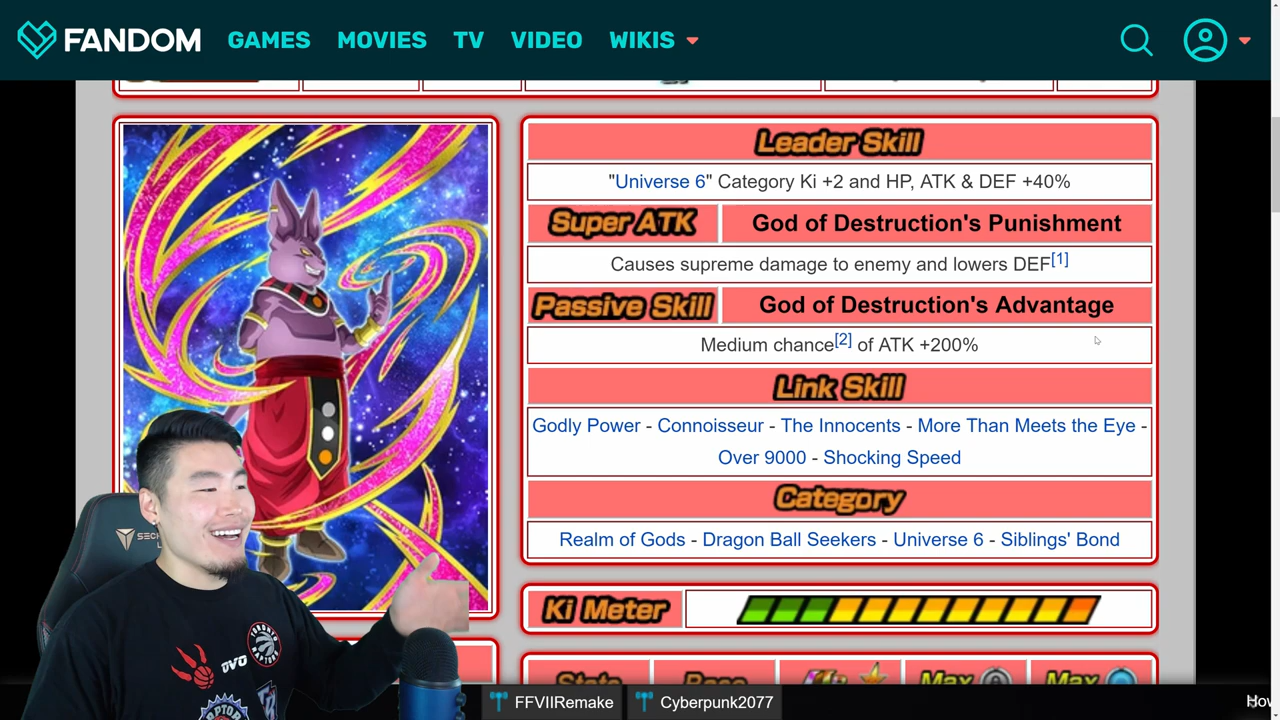 FANDOM GAMES MOVIES TV VIDEO WIKIS
Leader Skill
"Universe 6" Category Ki +2 and HP, ATK & DEF +40%
Super ATK God of Destruction's Punishment
Causes supreme damage to enemy and lowers DEF[1]
Passive Skill God of Destruction's Advantage
Medium chance[2] of ATK +200%
Link Skill
Godly Power - Connoisseur - The Innocents - More Than Meets the Eye -
Over 9000 - Shocking Speed
Category
Realm of Gods - Dragon Ball Seekers - Universe 6 - Siblings' Bond
Ki Meter
OVO
TORONTO
RAPTORS
FFVIIRemake Cyberpunk2077